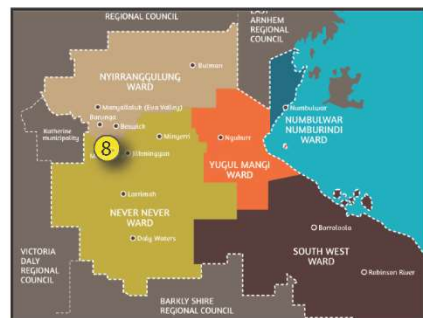 REGIONAL COUNCIL
EAST
ARNHEM
REGIONAL
COUNCIL
NYIRRANGGULUNG
WARD
Bulman
Manyallaluk (Eva Valley)
Barunga
Beswick
Katherine
municipality
Minyerri
Ngukurr
Numbulwar
NUMBULWAR
NUMBURINDI
WARD
8
Jilkminggan
YUGUL MANGI
WARD
Larrimah
NEVER NEVER
WARD
Daly Waters
Borroloola
SOUTH WEST
WARD
Robinson River
VICTORIA
DALY
REGIONAL
COUNCIL
BARKLY SHIRE
REGIONAL COUNCIL